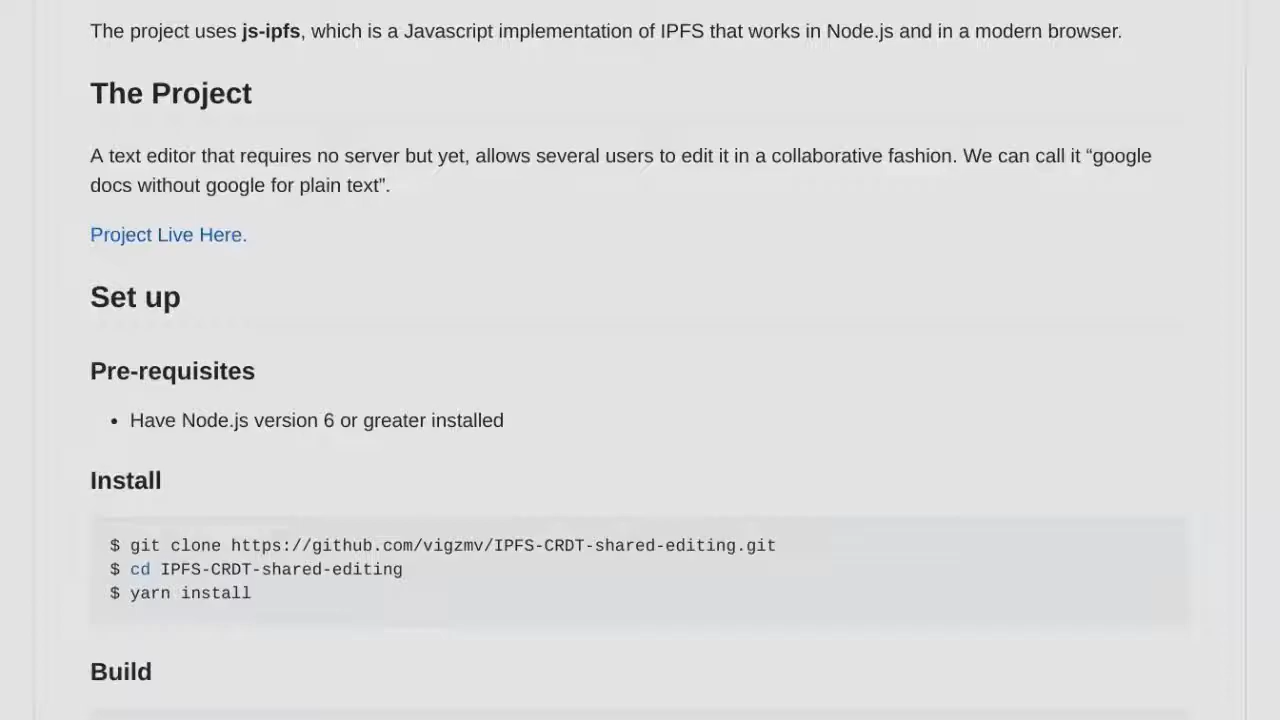 The project uses js-ipfs, which is a Javascript implementation of IPFS that works in Node.js and in a modern browser.
The Project
A text editor that requires no server but yet, allows several users to edit it in a collaborative fashion. We can call it “google
docs without google for plain text”.
Project Live Here.
Set up
Pre-requisites
• Have Node.js version 6 or greater installed
Install
$ git clone https://github.com/vigzmv/IPFS-CRDT-shared-editing.git
$ cd IPFS-CRDT-shared-editing
$ yarn install
Build